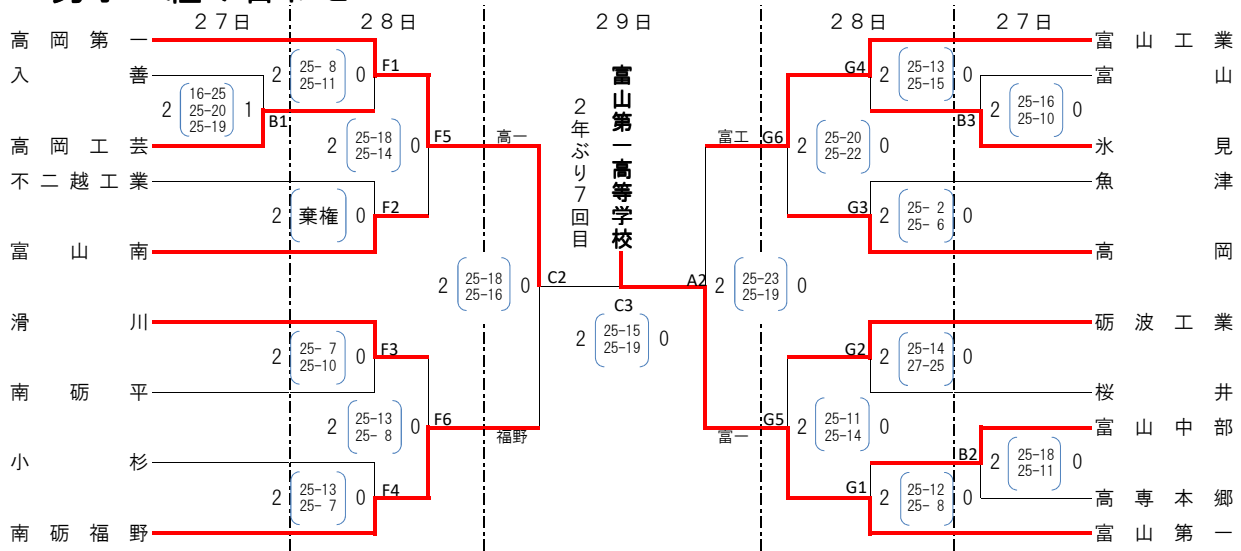 ２７日
２８日
２９日
２８日
２７日
高岡第一
入善
高岡工芸
不二越工業
富山南
滑川
南砺平
小杉
南砺福野
2 16-25 1
25-20
25-19
B1
2 25- 8 0
25-11
F1
2 25-18 0
25-14
F5
2 棄権 0
F2
高一
2 25-18 0
25-16
C2
2 25- 7 0
25-10
F3
2 25-13 0
25- 8
F6
福野
2 25-13 0
25- 7
F4
富山第一高等学校
２年ぶり７回目
C3
2 25-15 0
25-19
富工
G6
G4
2 25-13 0
25-15
B3
2 25-16 0
25-10
2 25-20 0
25-22
G3
2 25- 2 0
25- 6
A2
2 25-23 0
25-19
G2
2 25-14 0
27-25
富一
G5
2 25-11 0
25-14
B2
2 25-18 0
25-11
G1
2 25-12 0
25- 8
富山工業
富山
氷見
魚津
高岡
砺波工業
桜井
富山中部
高専本郷
富山第一